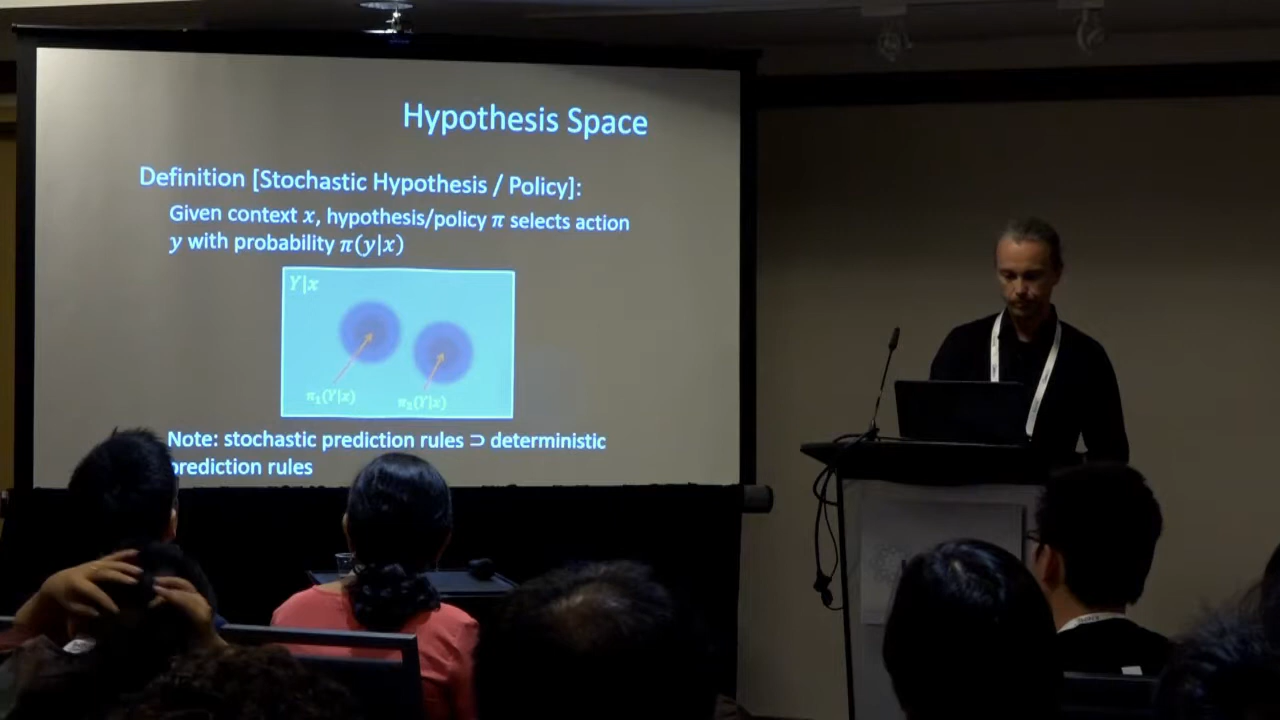 Hypothesis Space
Definition [Stochastic Hypothesis / Policy]:
Given context x, hypothesis/policy π selects action
y with probability π(y|x)
Y|x
π₁(Y|x)
π₂(Y|x)
Note: stochastic prediction rules ⊃ deterministic
prediction rules